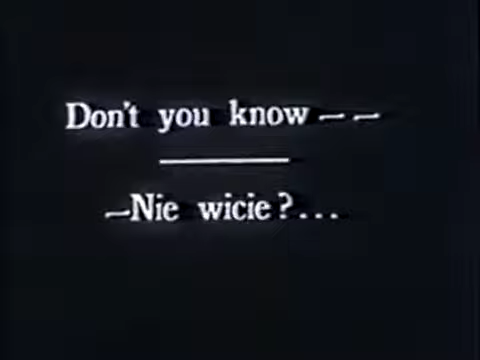 Don't you know — —
—Nie wicie?...